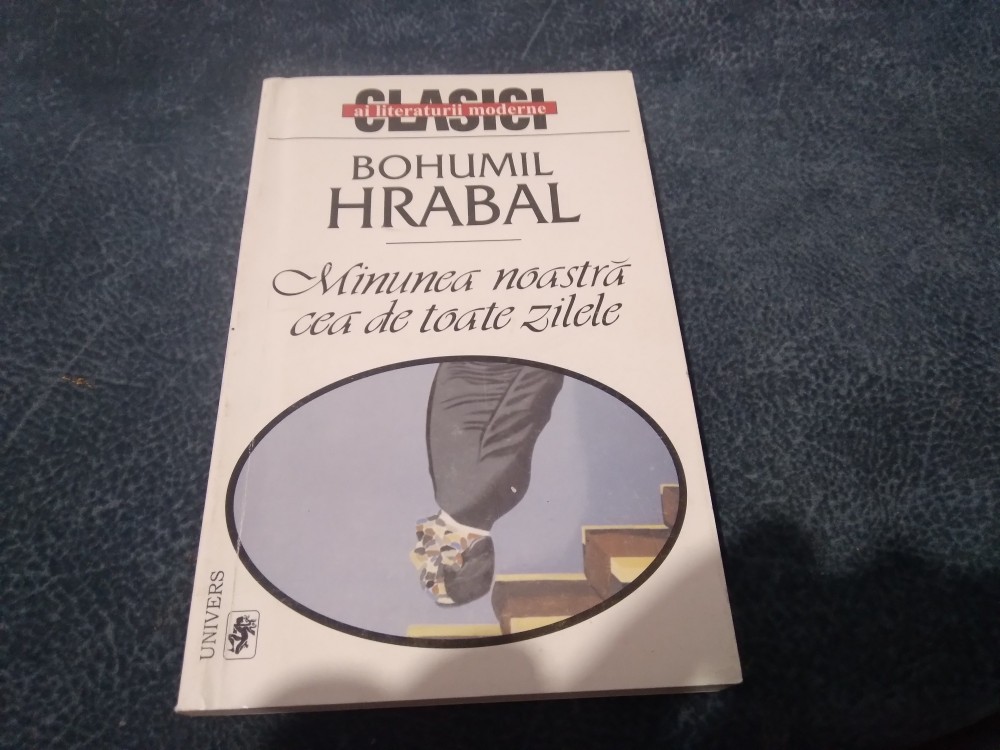 CLASICI
ai literaturii moderne
BOHUMIL
HRABAL
Minunea noastră
cea de toate zilele
UNIVERS